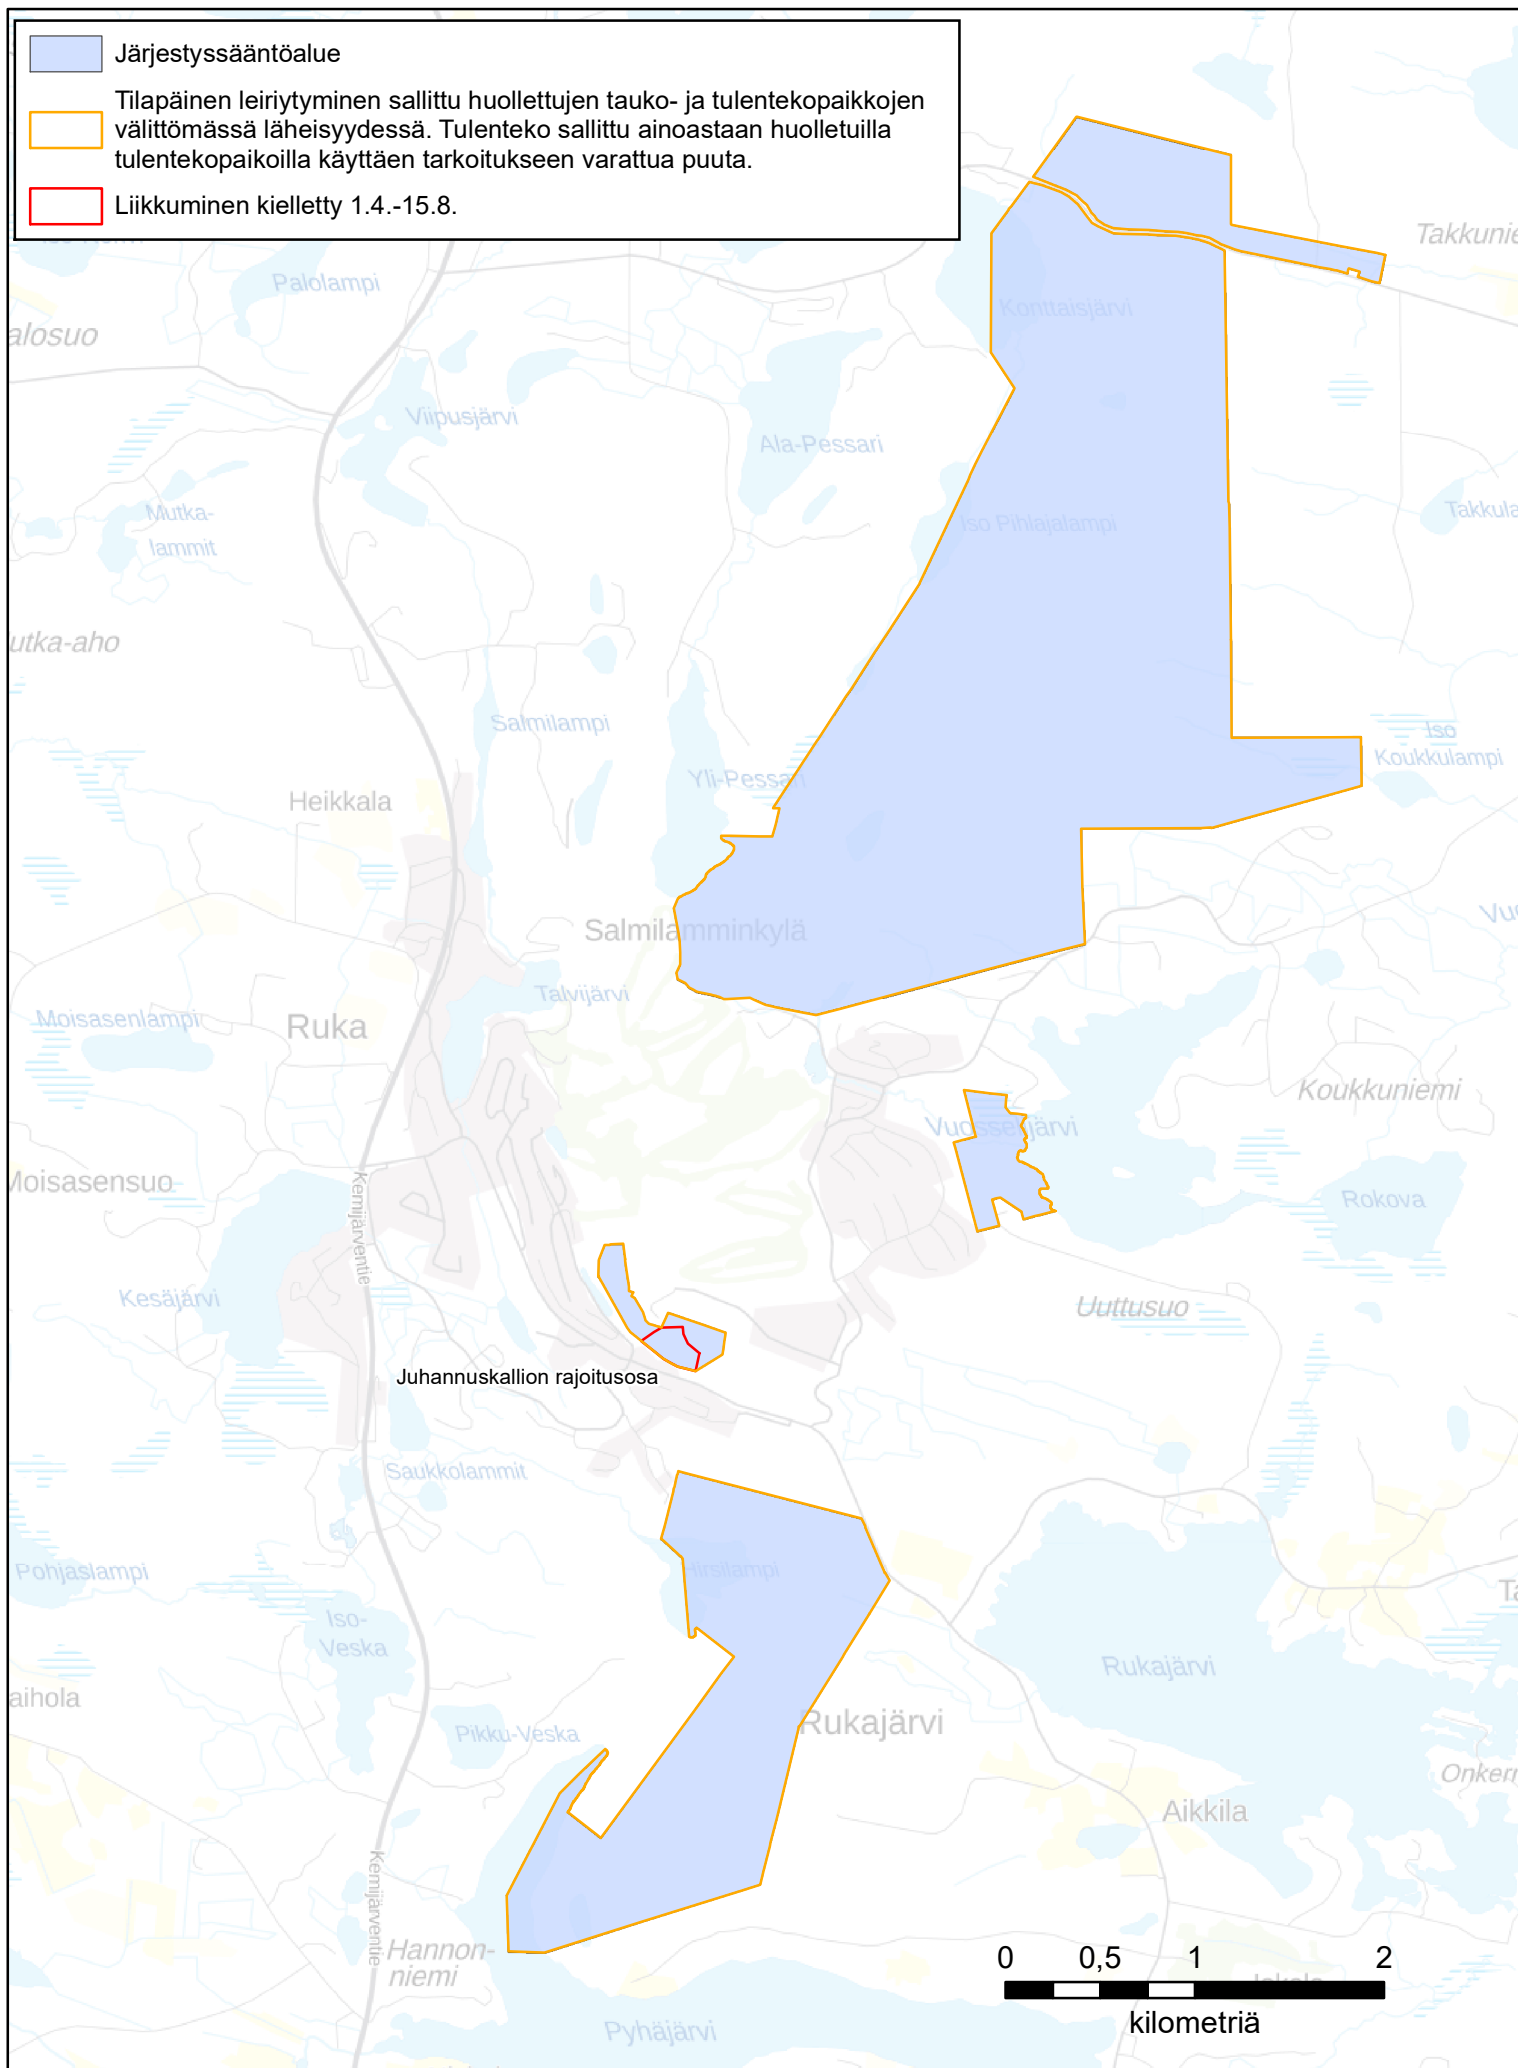 Järjestyssääntöalue
Tilapäinen leiriytyminen sallittu huollettujen tauko- ja tulentekopaikkojen
välittömässä läheisyydessä. Tulenteko sallittu ainoastaan huolletuilla
tulentekopaikoilla käyttäen tarkoitukseen varattua puuta.
Liikkuminen kielletty 1.4.-15.8.
Takkunie
Palolampi
Konttaisjärvi
alosuo
Viipusjärvi
Ala-Pessari
Mutka-
lammit
Iso Pihlajalampi
Takkula
utka-aho
Salmilampi
Iso
Koukkulampi
Yli-Pessari
Heikkala
Salmilamminkylä
Vuo
Talvijärvi
Moisasenlampi
Ruka
Koukkuniemi
Vuosselijärvi
Moisasensuo
Kemijärventie
Rokova
Kesäjärvi
Uuttusuo
Juhannuskallion rajoitusosa
Saukkolammit
Pohjaslampi
Hirsilampi
Iso-
Veska
Rukajärvi
aihola
Pikku-Veska
Rukajärvi
Onkern
Aikkila
Kemijärventie
Hannon-
niemi
0 0,5 1 2
kilometriä
Pyhäjärvi